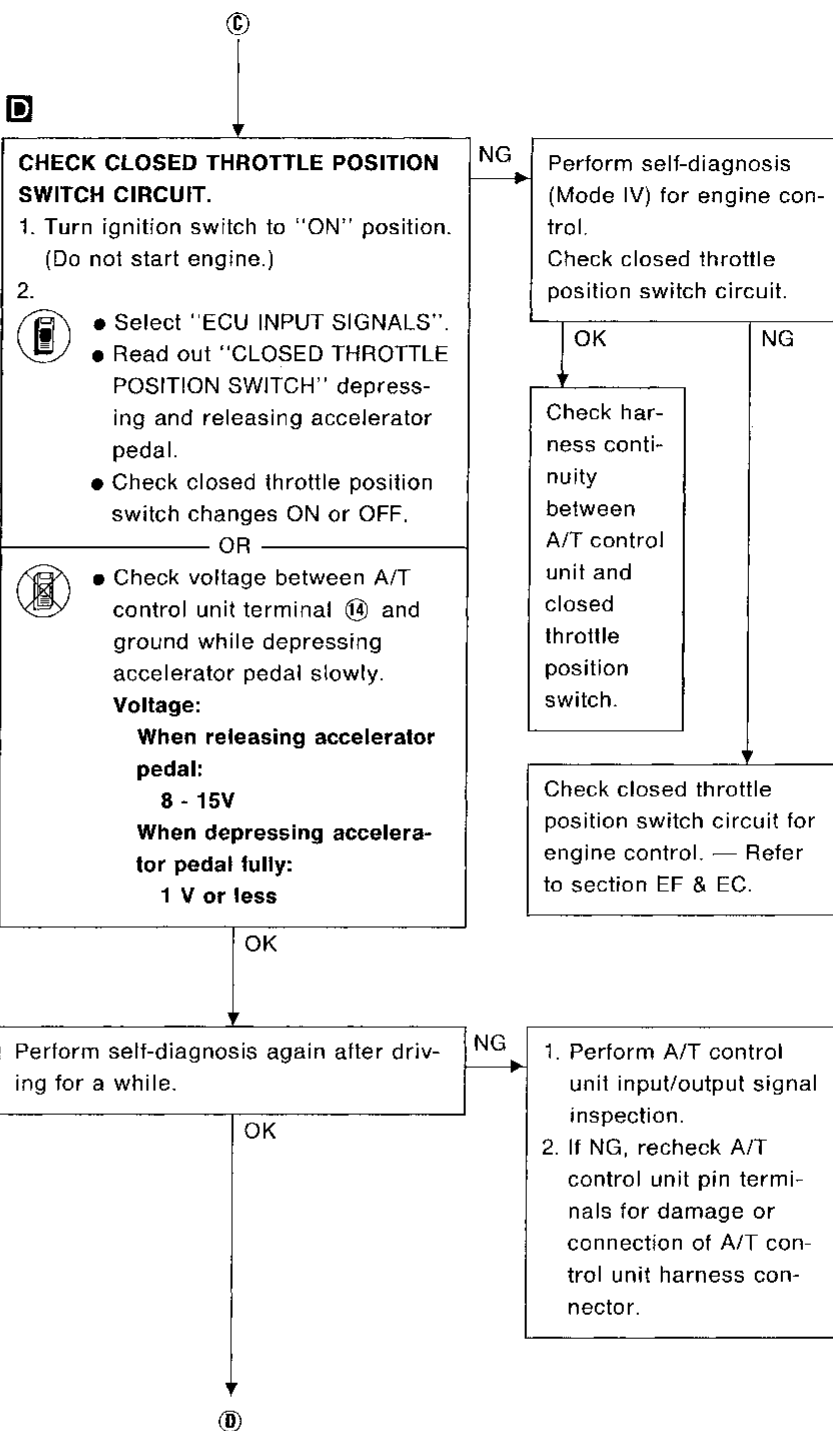 Ⓒ
D
CHECK CLOSED THROTTLE POSITION
SWITCH CIRCUIT.
1. Turn ignition switch to "ON" position.
(Do not start engine.)
2.
● Select "ECU INPUT SIGNALS".
● Read out "CLOSED THROTTLE
POSITION SWITCH" depress-
ing and releasing accelerator
pedal.
● Check closed throttle position
switch changes ON or OFF.
OR
● Check voltage between A/T
control unit terminal ⑭ and
ground while depressing
accelerator pedal slowly.
Voltage:
When releasing accelerator
pedal:
8 - 15V
When depressing accelera-
tor pedal fully:
1 V or less
NG
Perform self-diagnosis
(Mode IV) for engine con-
trol.
Check closed throttle
position switch circuit.
OK
NG
Check har-
ness conti-
nuity
between
A/T control
unit and
closed
throttle
position
switch.
Check closed throttle
position switch circuit for
engine control. — Refer
to section EF & EC.
OK
Perform self-diagnosis again after driv-
ing for a while.
NG
1. Perform A/T control
unit input/output signal
inspection.
2. If NG, recheck A/T
control unit pin termi-
nals for damage or
connection of A/T con-
trol unit harness con-
nector.
OK
Ⓓ